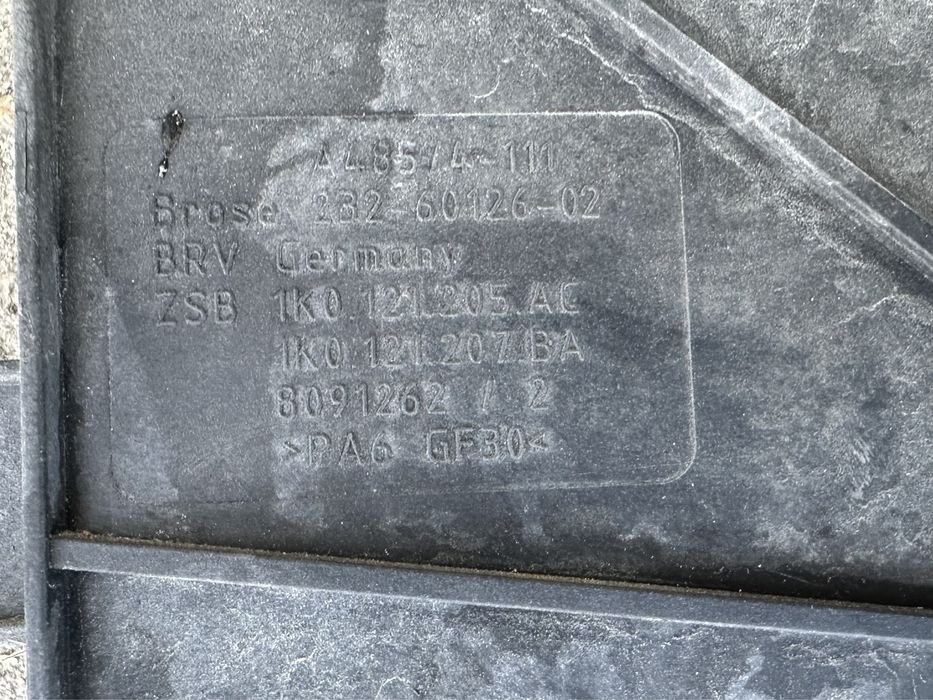 A48574-111
Brose 232-60126-02
BRV Germany
ZSB 1K0.121.205.AC
1K0.121.207.BA
8091262 / 2
>PA6 GF30<